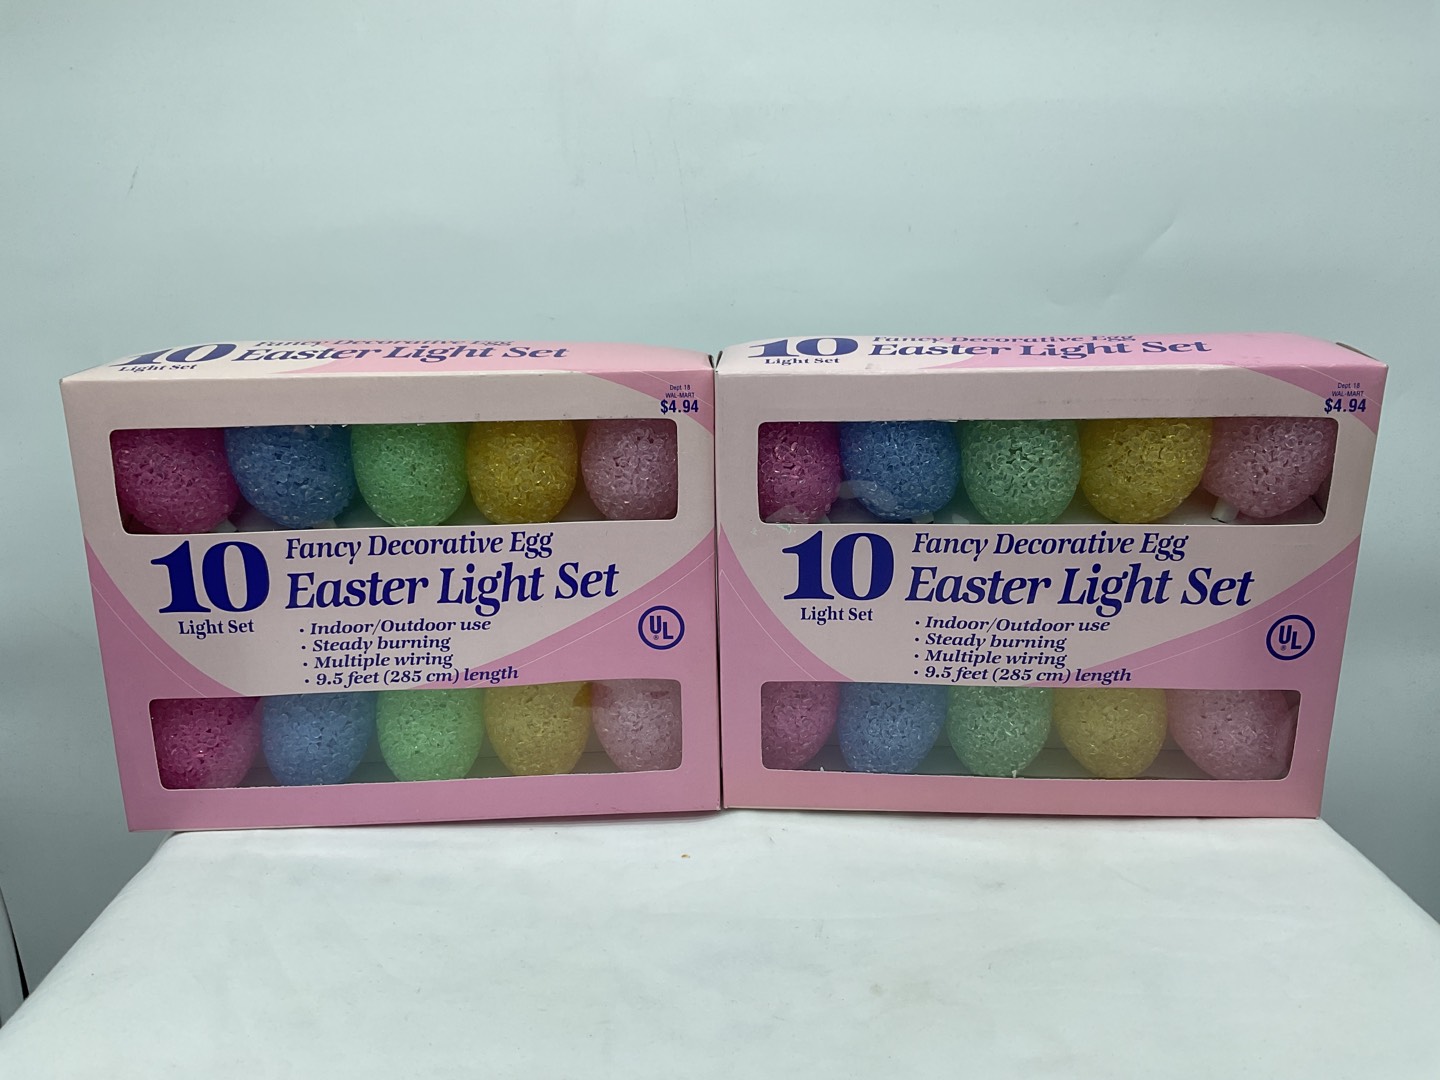 10 Fancy Decorative Egg
Light Set Easter Light Set
Dept 18
WAL-MART
$4.94
10 Fancy Decorative Egg
Easter Light Set
Light Set
• Indoor/Outdoor use
• Steady burning
• Multiple wiring
• 9.5 feet (285 cm) length
UL
®
10 Fancy Decorative Egg
Light Set Easter Light Set
Dept 18
WAL-MART
$4.94
10 Fancy Decorative Egg
Easter Light Set
Light Set
• Indoor/Outdoor use
• Steady burning
• Multiple wiring
• 9.5 feet (285 cm) length
UL
®